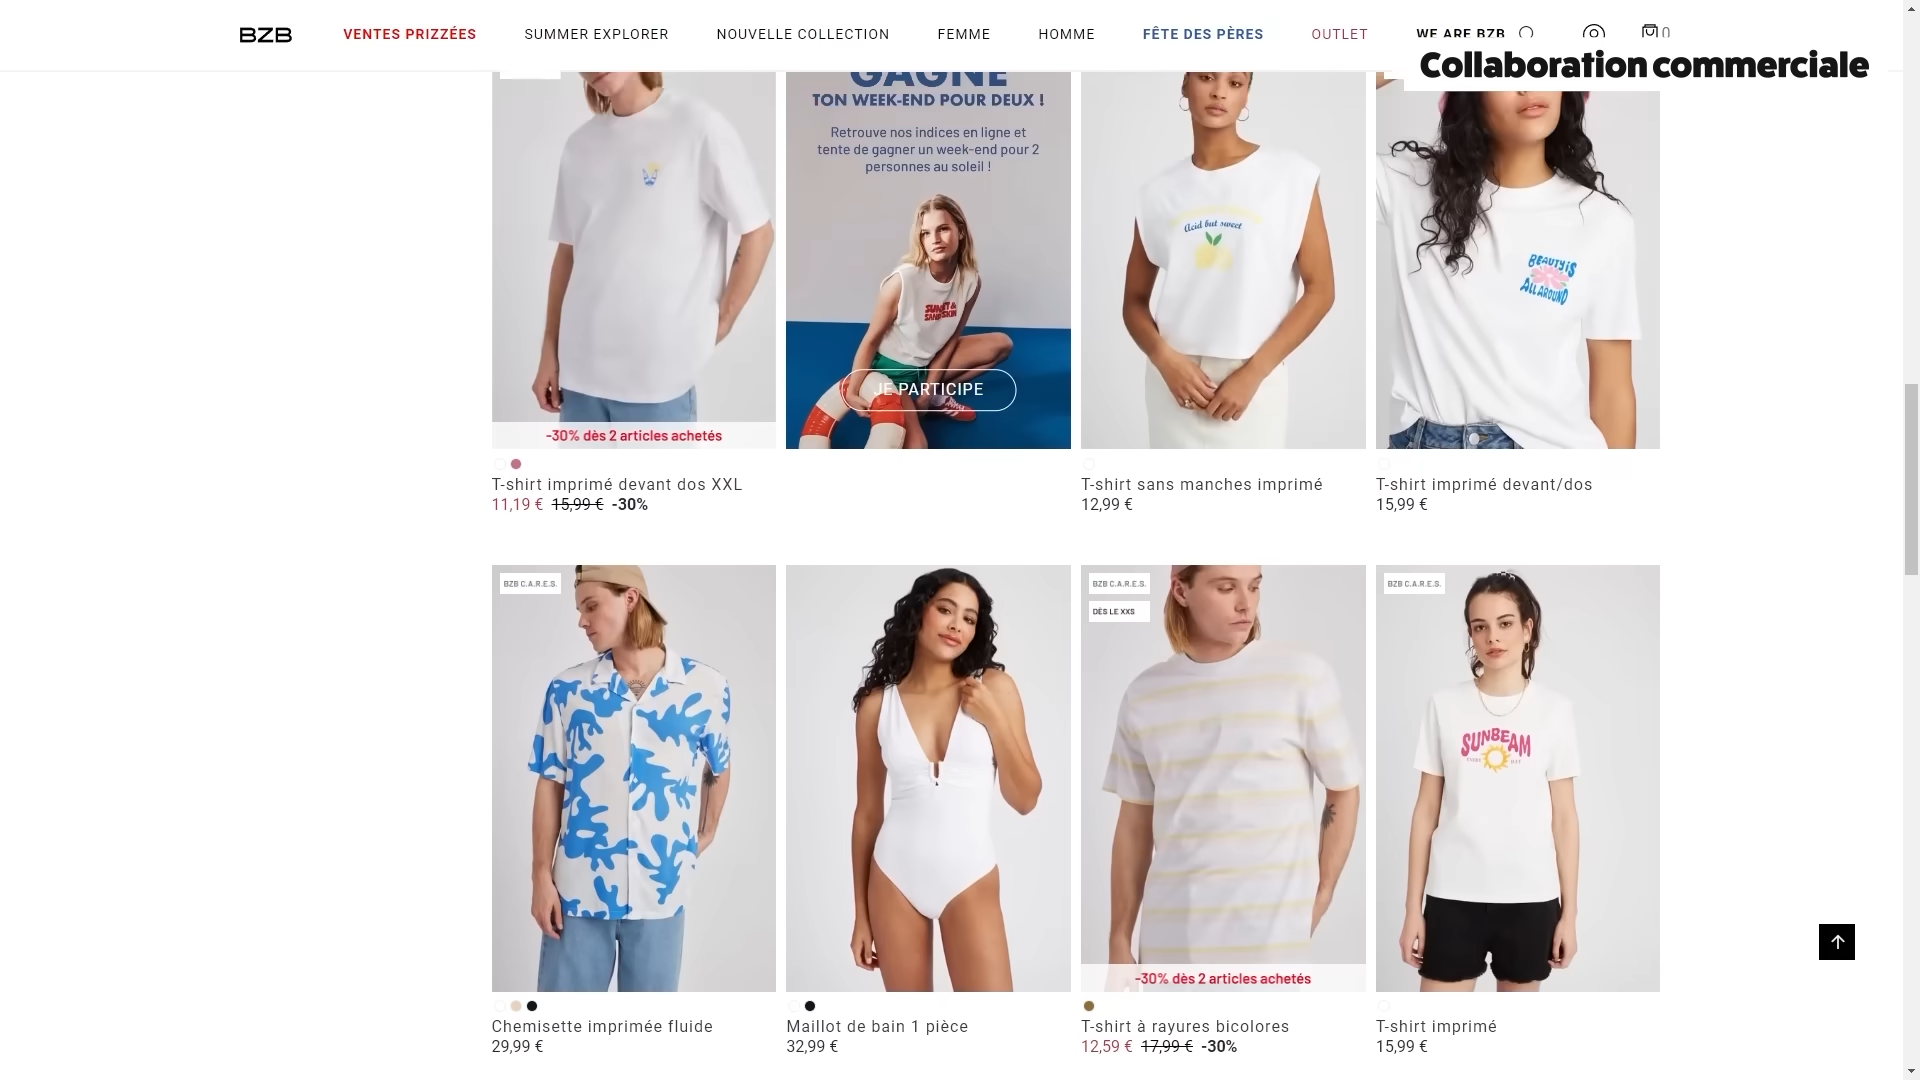 BZB
VENTES PRIZZÉES
SUMMER EXPLORER
NOUVELLE COLLECTION
FEMME
HOMME
FÊTE DES PÈRES
OUTLET
WE ARE BZB
0
Collaboration commerciale
GAGNE
TON WEEK-END POUR DEUX !
Retrouve nos indices en ligne et
tente de gagner un week-end pour 2
personnes au soleil !
JE PARTICIPE
Acid but sweet
BEAUTY IS
ALL AROUND
-30% dès 2 articles achetés
T-shirt imprimé devant dos XXL
11,19 € 15,99 € -30%
T-shirt sans manches imprimé
12,99 €
T-shirt imprimé devant/dos
15,99 €
BZB C.A.R.E.S.
BZB C.A.R.E.S.
DÈS LE XXS
BZB C.A.R.E.S.
SUNBEAM
-30% dès 2 articles achetés
Chemisette imprimée fluide
29,99 €
Maillot de bain 1 pièce
32,99 €
T-shirt à rayures bicolores
12,59 € 17,99 € -30%
T-shirt imprimé
15,99 €